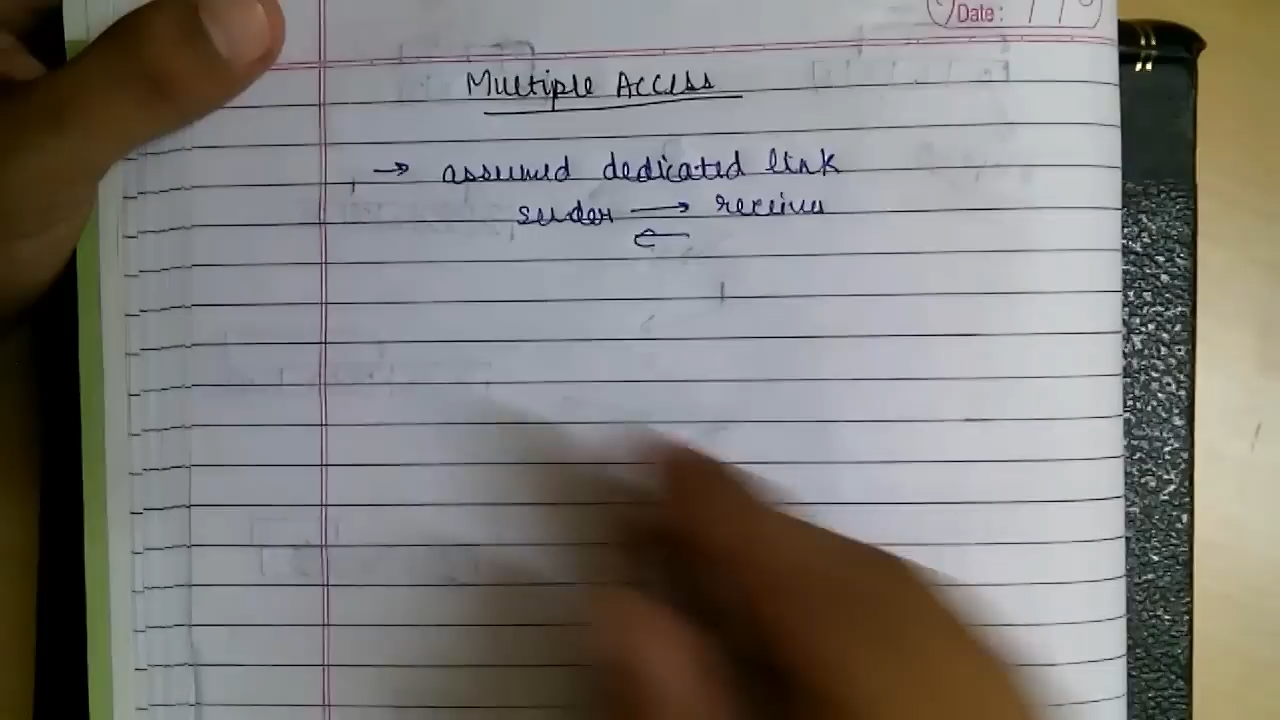 Date :
Multiple Access
→ assumed dedicated link
sender → receiver
←